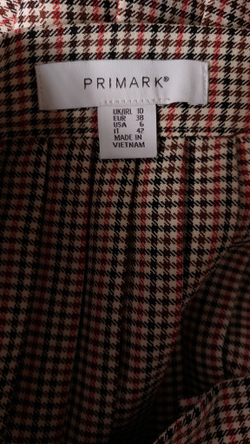 PRIMARK®
UK/IRL 10
EUR 38
USA 6
IT 42
MADE IN
VIETNAM